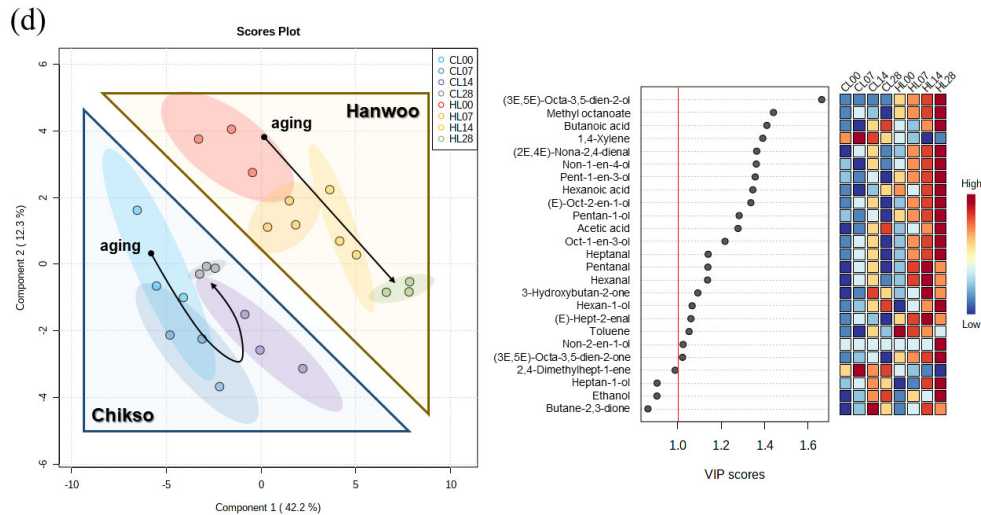 (d)
Scores Plot
Component 2 ( 12.3 %)
6
4
2
0
-2
-4
-6
-10
-5
0
5
10
Component 1 ( 42.2 %)
CL00
CL07
CL14
CL28
HL00
HL07
HL14
HL28
Hanwoo
aging
aging
Chikso
CL00 CL07 CL14 CL28 HL00 HL07 HL14 HL28
(3E,5E)-Octa-3,5-dien-2-ol
Methyl octanoate
Butanoic acid
1,4-Xylene
(2E,4E)-Nona-2,4-dienal
Non-1-en-4-ol
Pent-1-en-3-ol
Hexanoic acid
(E)-Oct-2-en-1-ol
Pentan-1-ol
Acetic acid
Oct-1-en-3-ol
Heptanal
Pentanal
Hexanal
3-Hydroxybutan-2-one
Hexan-1-ol
(E)-Hept-2-enal
Toluene
Non-2-en-1-ol
(3E,5E)-Octa-3,5-dien-2-one
2,4-Dimethylhept-1-ene
Heptan-1-ol
Ethanol
Butane-2,3-dione
1.0 1.2 1.4 1.6
VIP scores
High
Low